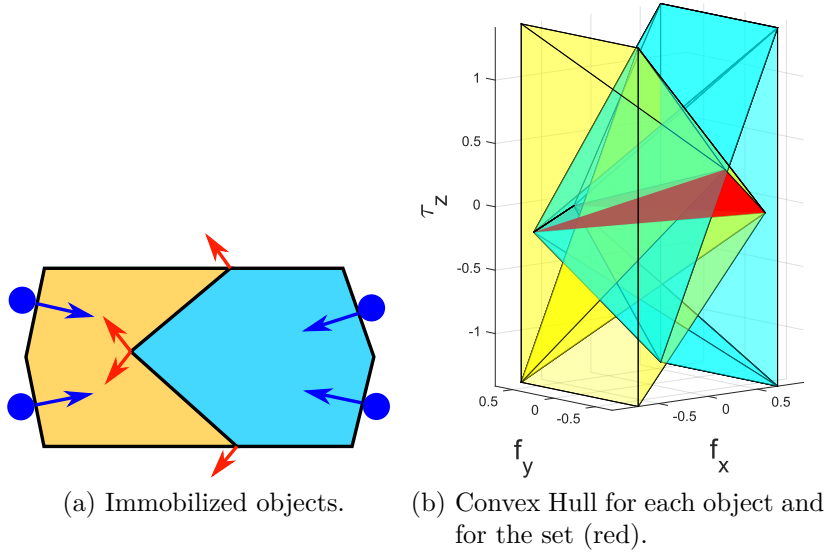 1
0.5
0
-0.5
-1
τz
0.5
0
-0.5
-0.5
0
0.5
fy
fx
(a) Immobilized objects.
(b) Convex Hull for each object and
for the set (red).